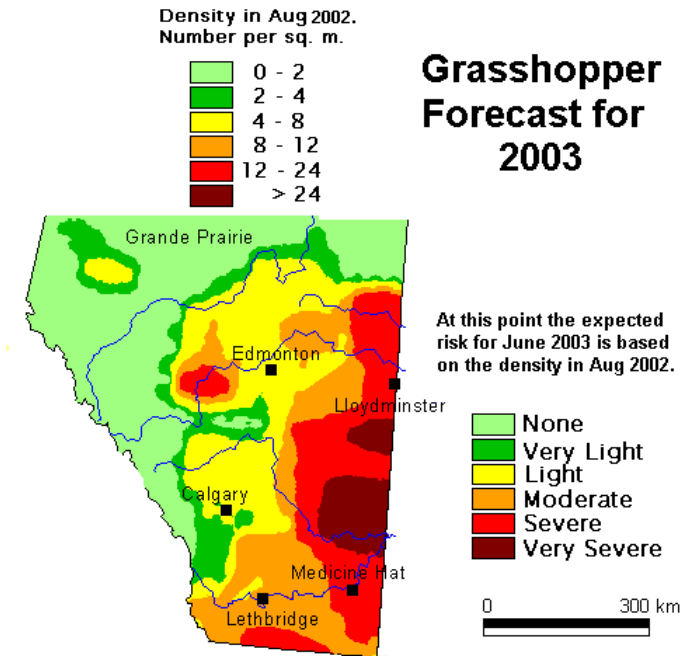 Density in Aug 2002.
Number per sq. m.
0 - 2
2 - 4
4 - 8
8 - 12
12 - 24
> 24
Grasshopper
Forecast for
2003
Grande Prairie
Edmonton
Lloydminster
Calgary
Medicine Hat
Lethbridge
At this point the expected
risk for June 2003 is based
on the density in Aug 2002.
None
Very Light
Light
Moderate
Severe
Very Severe
0 300 km